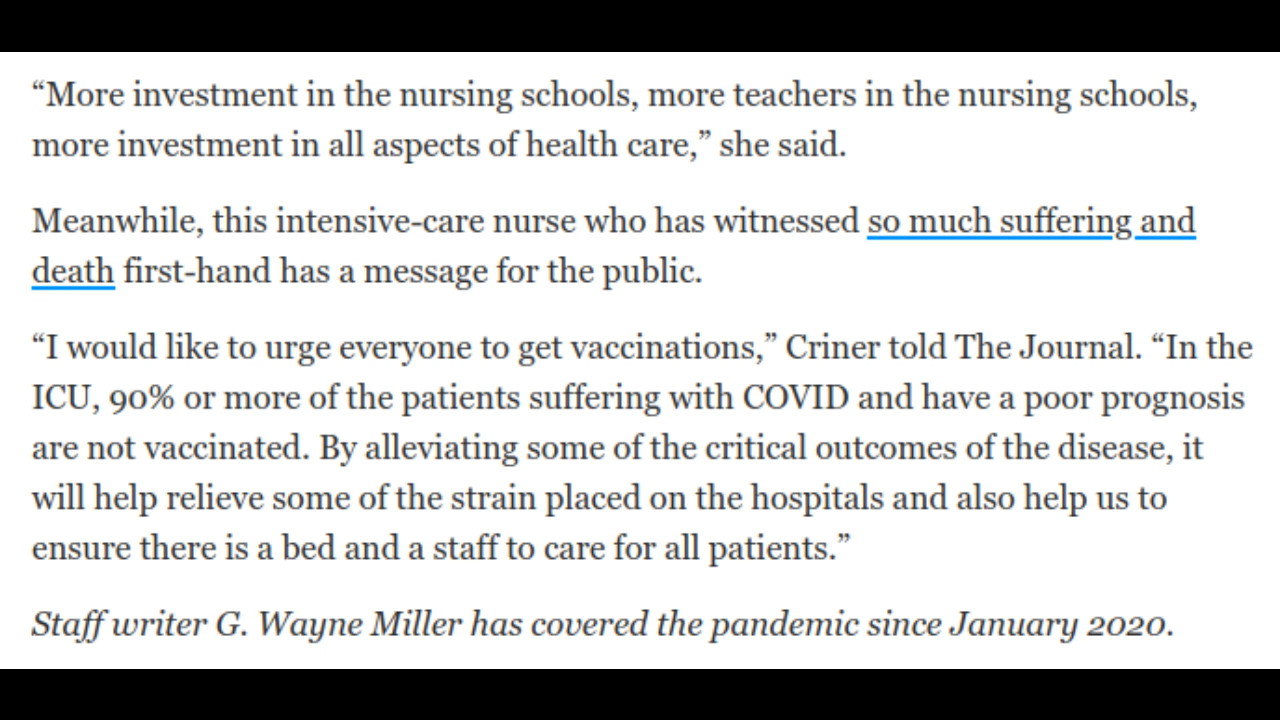 “More investment in the nursing schools, more teachers in the nursing schools,
more investment in all aspects of health care,” she said.
Meanwhile, this intensive-care nurse who has witnessed so much suffering and
death first-hand has a message for the public.
“I would like to urge everyone to get vaccinations,” Criner told The Journal. “In the
ICU, 90% or more of the patients suffering with COVID and have a poor prognosis
are not vaccinated. By alleviating some of the critical outcomes of the disease, it
will help relieve some of the strain placed on the hospitals and also help us to
ensure there is a bed and a staff to care for all patients.”
Staff writer G. Wayne Miller has covered the pandemic since January 2020.